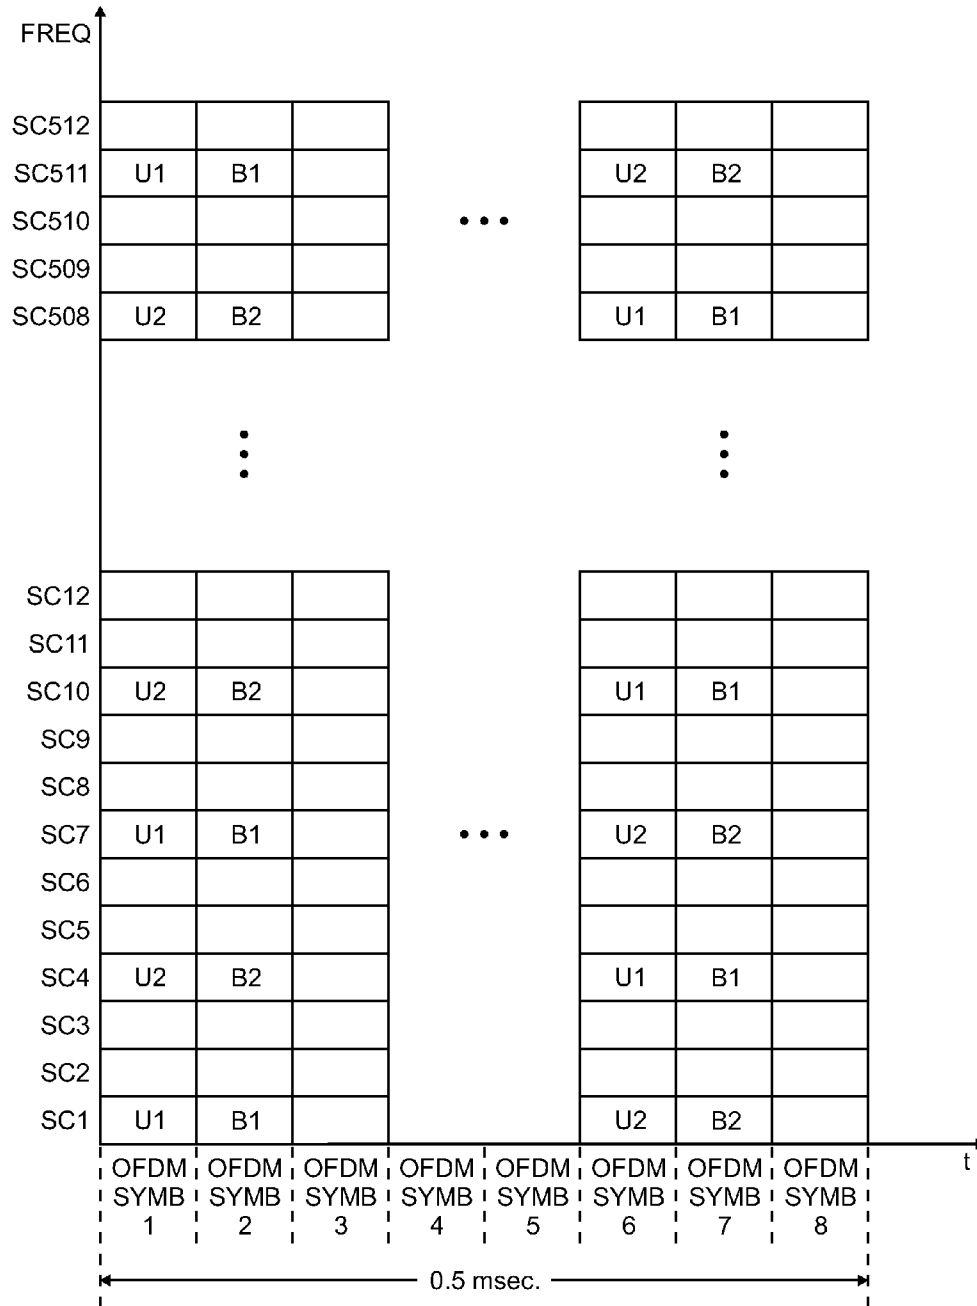 FREQ
SC512
SC511 U1 B1 U2 B2
SC510
SC509
SC508 U2 B2 U1 B1
SC12
SC11
SC10 U2 B2 U1 B1
SC9
SC8
SC7 U1 B1 U2 B2
SC6
SC5
SC4 U2 B2 U1 B1
SC3
SC2
SC1 U1 B1 U2 B2
t
OFDM OFDM OFDM OFDM OFDM OFDM OFDM OFDM
SYMB SYMB SYMB SYMB SYMB SYMB SYMB SYMB
1 2 3 4 5 6 7 8
0.5 msec.